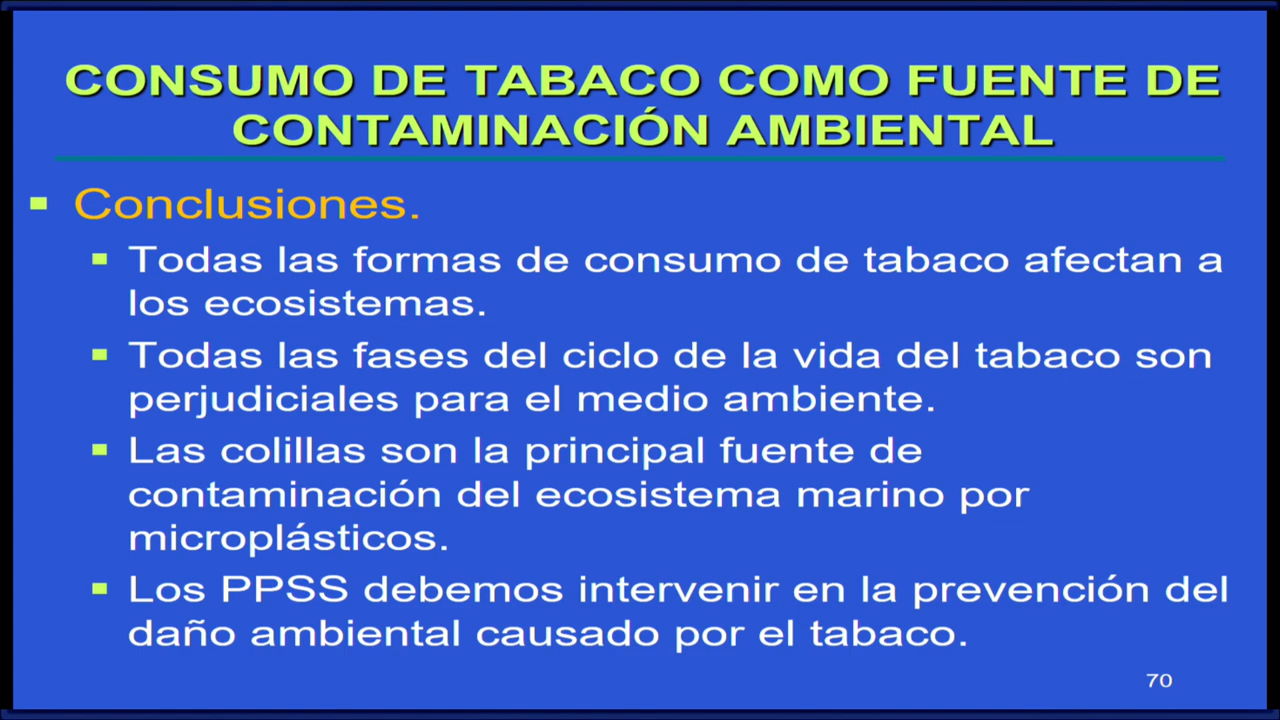 CONSUMO DE TABACO COMO FUENTE DE
CONTAMINACIÓN AMBIENTAL
Conclusiones.
Todas las formas de consumo de tabaco afectan a
los ecosistemas.
Todas las fases del ciclo de la vida del tabaco son
perjudiciales para el medio ambiente.
Las colillas son la principal fuente de
contaminación del ecosistema marino por
microplásticos.
Los PPSS debemos intervenir en la prevención del
daño ambiental causado por el tabaco.
70